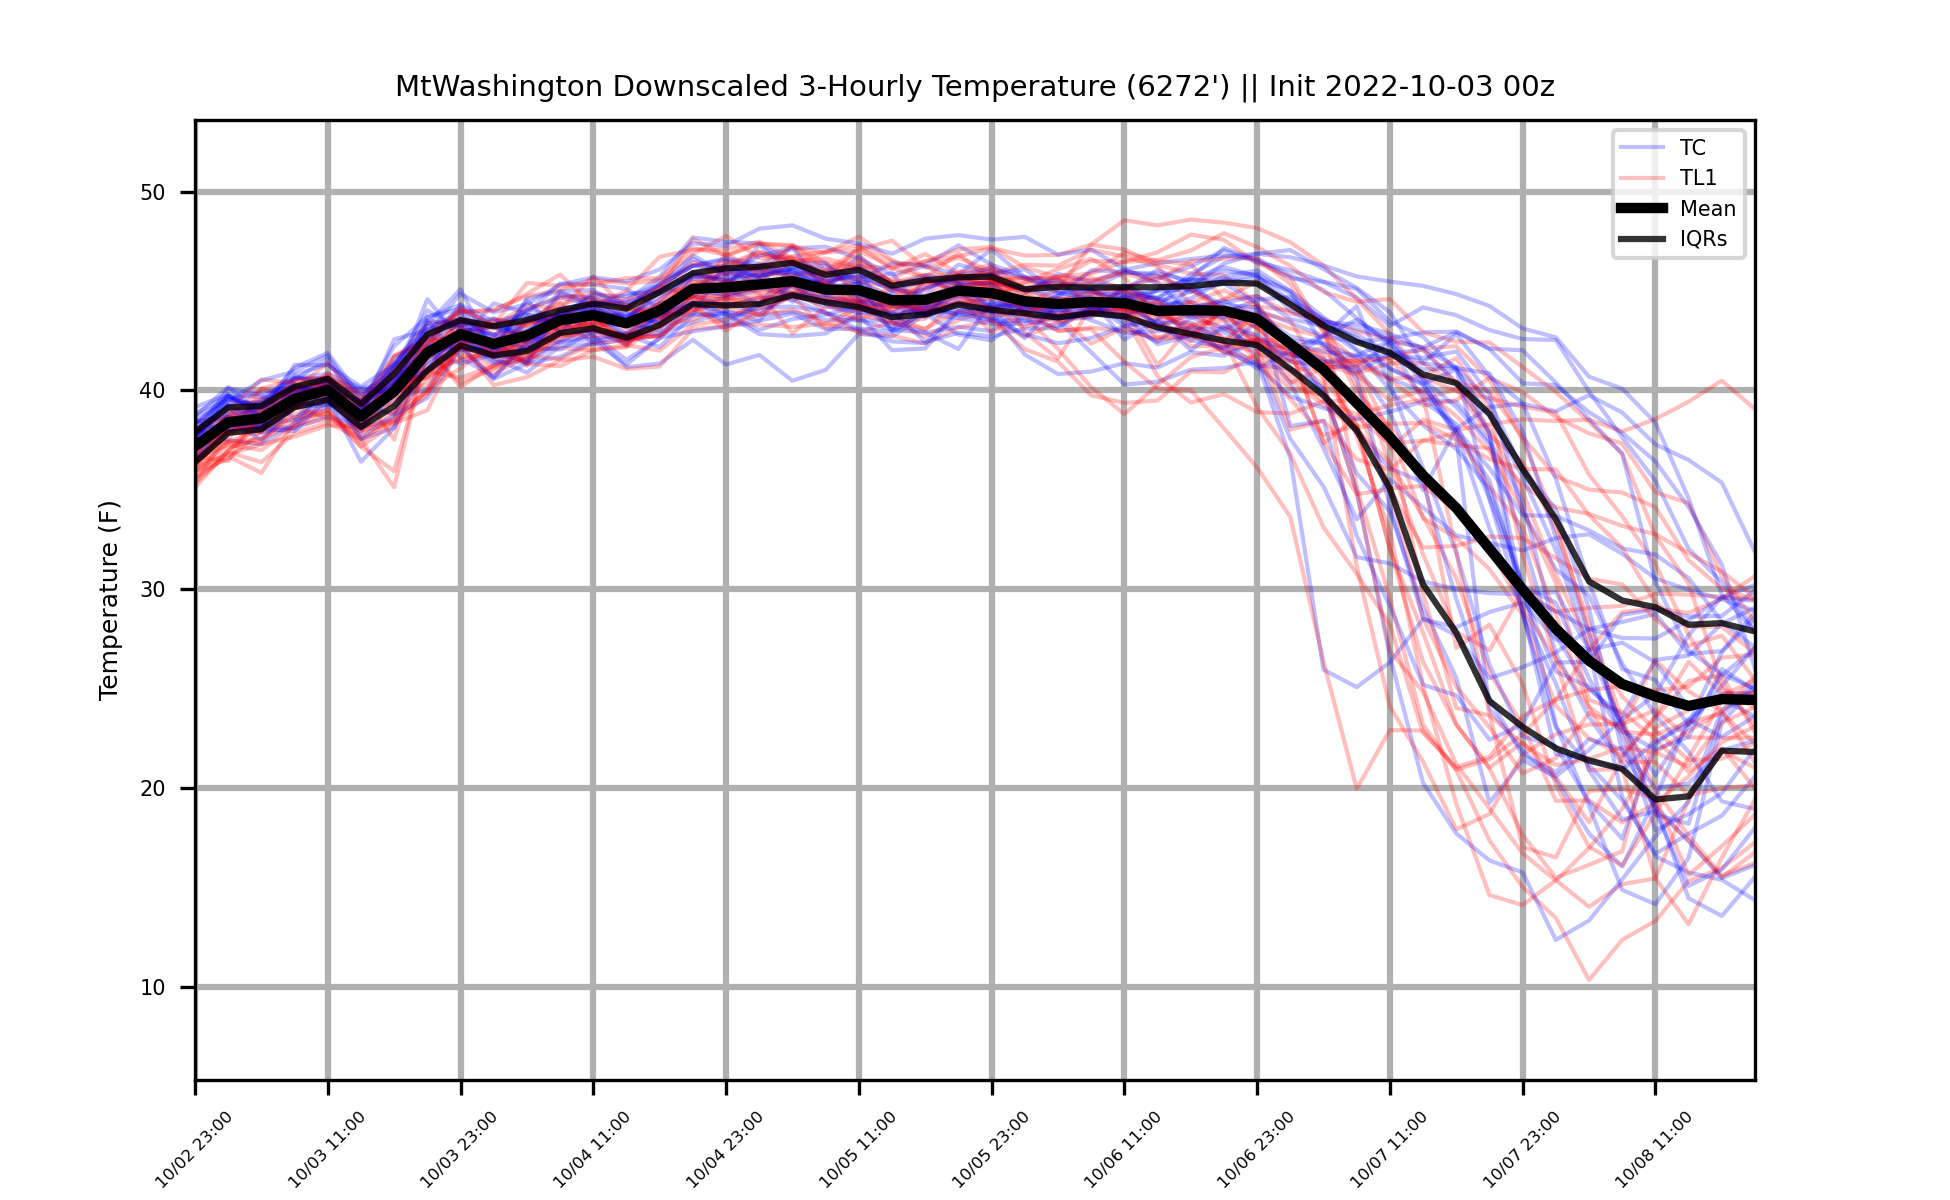 MtWashington Downscaled 3-Hourly Temperature (6272') || Init 2022-10-03 00z
TC
TL1
Mean
IQRs
Temperature (F)
50
40
30
20
10
10/02 23:00
10/03 11:00
10/03 23:00
10/04 11:00
10/04 23:00
10/05 11:00
10/05 23:00
10/06 11:00
10/06 23:00
10/07 11:00
10/07 23:00
10/08 11:00